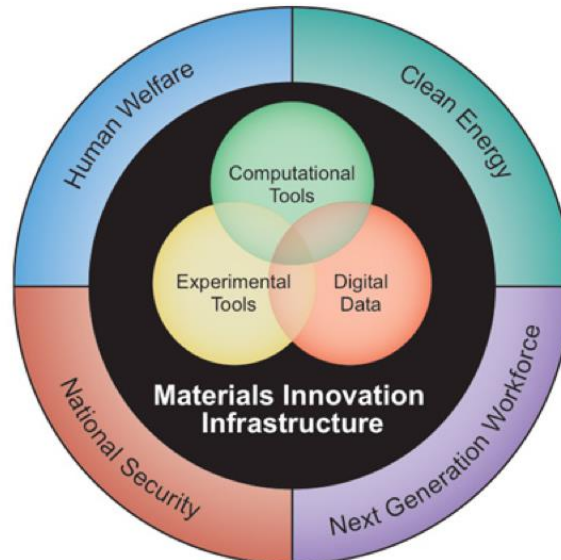 Human Welfare
Clean Energy
Computational
Tools
Experimental
Tools
Digital
Data
Materials Innovation
Infrastructure
National Security
Next Generation Workforce